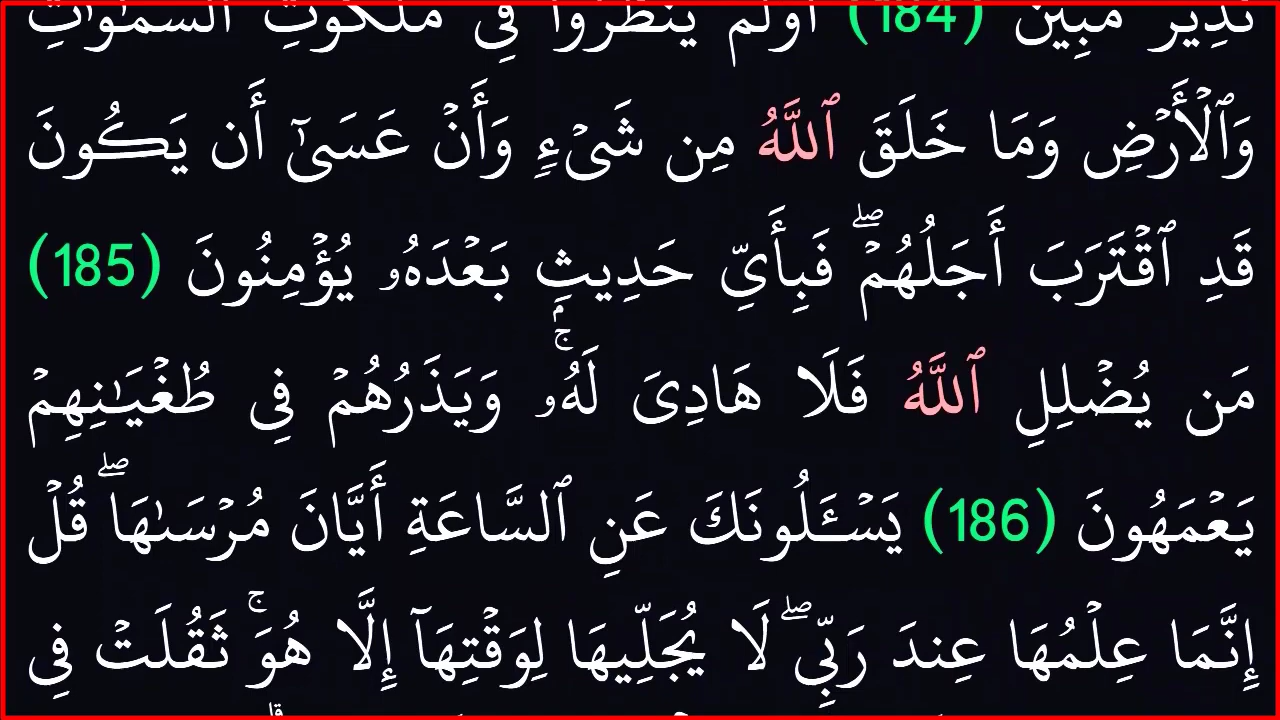 نَذِيرٌ مُّبِينٌ (184) أَوَلَمْ يَنظُرُوا۟ فِى مَلَكُوتِ ٱلسَّمَٰوَٰتِ
وَٱلْأَرْضِ وَمَا خَلَقَ ٱللَّهُ مِن شَىْءٍ وَأَنْ عَسَىٰٓ أَن يَكُونَ
قَدِ ٱقْتَرَبَ أَجَلُهُمْ ۖ فَبِأَىِّ حَدِيثٍۭ بَعْدَهُۥ يُؤْمِنُونَ (185)
مَن يُضْلِلِ ٱللَّهُ فَلَا هَادِىَ لَهُۥ ۚ وَيَذَرُهُمْ فِى طُغْيَٰنِهِمْ
يَعْمَهُونَ (186) يَسْـَٔلُونَكَ عَنِ ٱلسَّاعَةِ أَيَّانَ مُرْسَىٰهَا ۖ قُلْ
إِنَّمَا عِلْمُهَا عِندَ رَبِّى ۖ لَا يُجَلِّيهَا لِوَقْتِهَآ إِلَّا هُوَ ۚ ثَقُلَتْ فِى